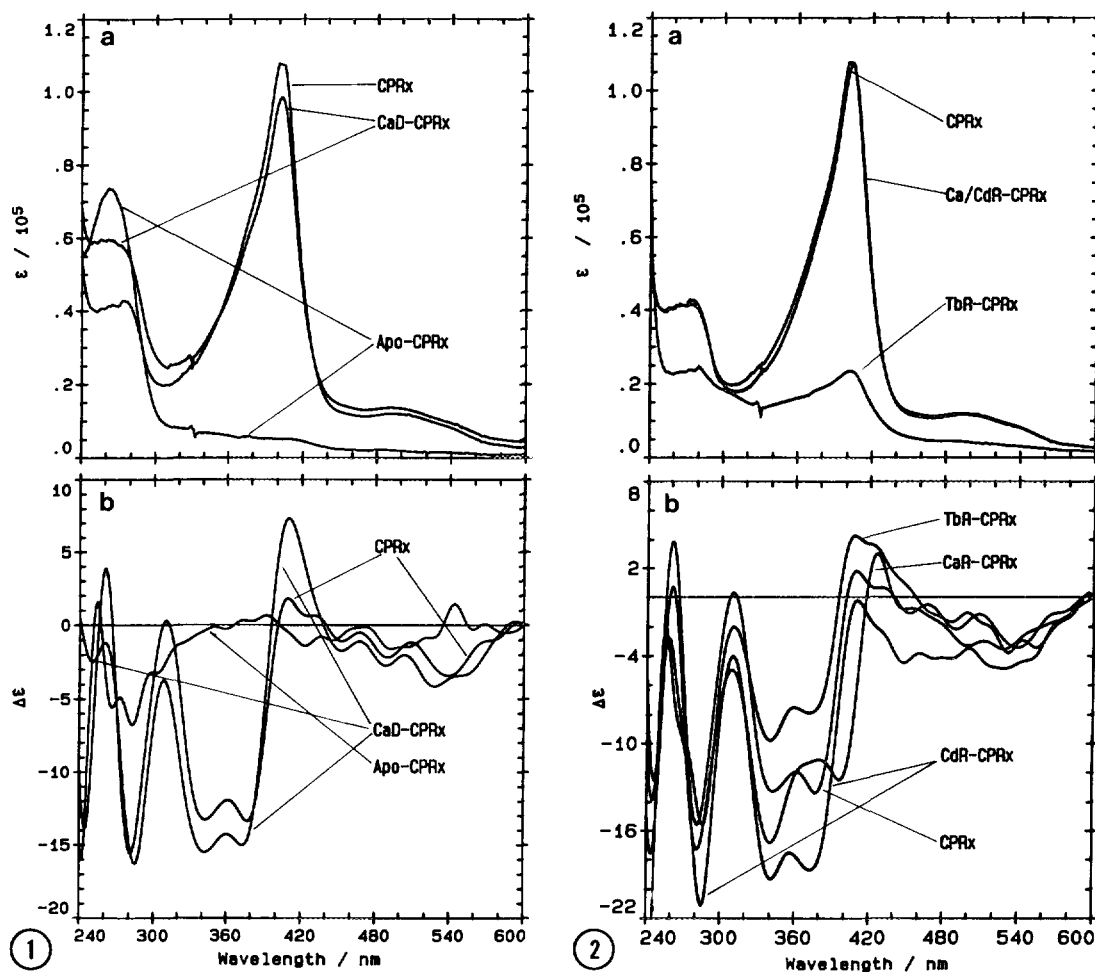 1.2
a
1.0
.8
.6
.4
.2
.0
ε / 10⁵
CPRx
CaD-CPRx
Apo-CPRx
10
b
5
0
-5
-10
-15
-20
Δε
CPRx
CaD-CPRx
Apo-CPRx
240 300 360 420 480 540 600
Wavelength / nm
1
1.2
a
1.0
.8
.6
.4
.2
.0
ε / 10⁵
CPRx
Ca/CdR-CPRx
TbR-CPRx
8
b
2
-4
-10
-16
-22
Δε
TbR-CPRx
CaR-CPRx
CdR-CPRx
CPRx
240 300 360 420 480 540 600
Wavelength / nm
2